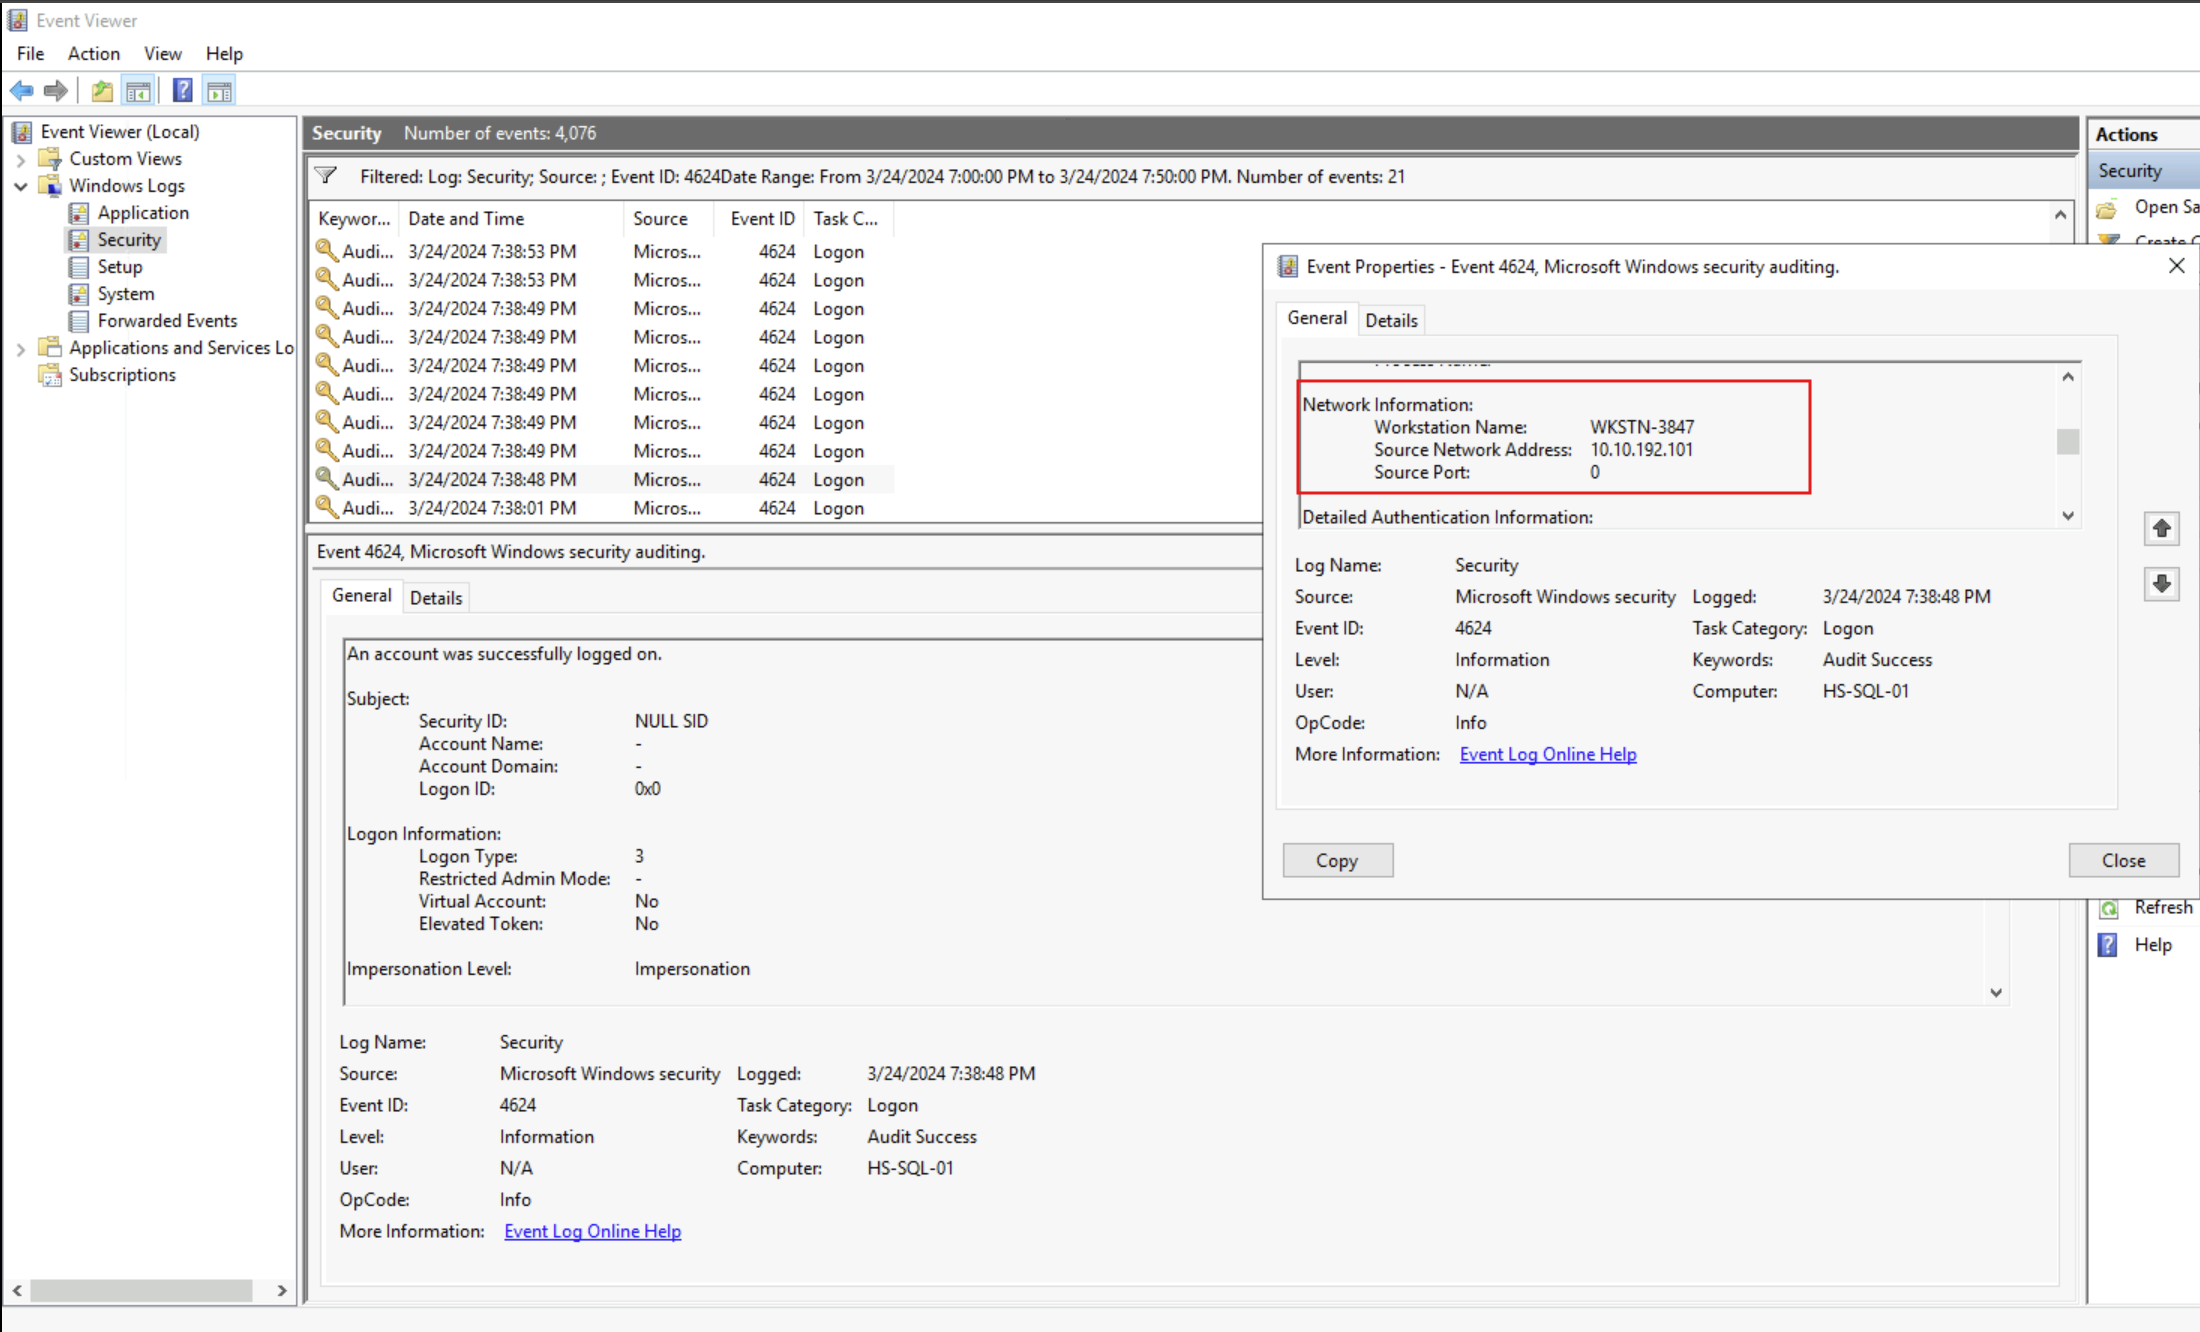 Event Viewer
File Action View Help
Event Viewer (Local)
Custom Views
Windows Logs
Application
Security
Setup
System
Forwarded Events
Applications and Services Lo
Subscriptions
Security Number of events: 4,076
Filtered: Log: Security; Source: ; Event ID: 4624Date Range: From 3/24/2024 7:00:00 PM to 3/24/2024 7:50:00 PM. Number of events: 21
Keywor... Date and Time Source Event ID Task C...
Audi... 3/24/2024 7:38:53 PM Micros... 4624 Logon
Audi... 3/24/2024 7:38:53 PM Micros... 4624 Logon
Audi... 3/24/2024 7:38:49 PM Micros... 4624 Logon
Audi... 3/24/2024 7:38:49 PM Micros... 4624 Logon
Audi... 3/24/2024 7:38:49 PM Micros... 4624 Logon
Audi... 3/24/2024 7:38:49 PM Micros... 4624 Logon
Audi... 3/24/2024 7:38:49 PM Micros... 4624 Logon
Audi... 3/24/2024 7:38:49 PM Micros... 4624 Logon
Audi... 3/24/2024 7:38:48 PM Micros... 4624 Logon
Audi... 3/24/2024 7:38:01 PM Micros... 4624 Logon
Event 4624, Microsoft Windows security auditing.
General Details
An account was successfully logged on.
Subject:
Security ID: NULL SID
Account Name: -
Account Domain: -
Logon ID: 0x0
Logon Information:
Logon Type: 3
Restricted Admin Mode: -
Virtual Account: No
Elevated Token: No
Impersonation Level: Impersonation
Log Name: Security
Source: Microsoft Windows security Logged: 3/24/2024 7:38:48 PM
Event ID: 4624 Task Category: Logon
Level: Information Keywords: Audit Success
User: N/A Computer: HS-SQL-01
OpCode: Info
More Information: Event Log Online Help
Event Properties - Event 4624, Microsoft Windows security auditing.
General Details
Network Information:
Workstation Name: WKSTN-3847
Source Network Address: 10.10.192.101
Source Port: 0
Detailed Authentication Information:
Log Name: Security
Source: Microsoft Windows security Logged: 3/24/2024 7:38:48 PM
Event ID: 4624 Task Category: Logon
Level: Information Keywords: Audit Success
User: N/A Computer: HS-SQL-01
OpCode: Info
More Information: Event Log Online Help
Copy Close
Actions
Security
Open Sa
Refresh
Help